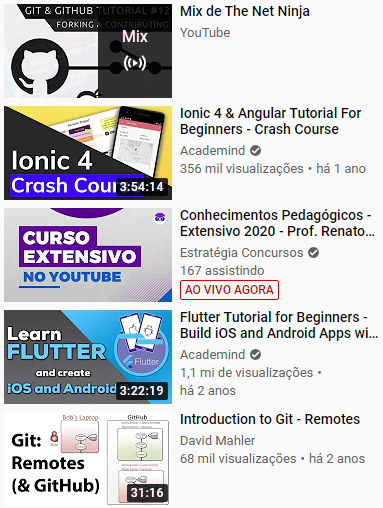 GIT & GITHUB TUTORIAL #12
FORKING & CONTRIBUTING
Mix
Mix de The Net Ninja
YouTube
Ionic 4
Crash Course
3:54:14
Ionic 4 & Angular Tutorial For
Beginners - Crash Course
Academind
356 mil visualizações • há 1 ano
CURSO
EXTENSIVO
NO YOUTUBE
Conhecimentos Pedagógicos -
Extensivo 2020 - Prof. Renato…
Estratégia Concursos
167 assistindo
AO VIVO AGORA
Learn
FLUTTER
and create
iOS and Android
3:22:19
Flutter Tutorial for Beginners -
Build iOS and Android Apps wi…
Academind
1,1 mi de visualizações •
há 2 anos
Bob's Laptop
GitHub
Git:
Remotes
(& GitHub)
31:16
Introduction to Git - Remotes
David Mahler
68 mil visualizações • há 2 anos